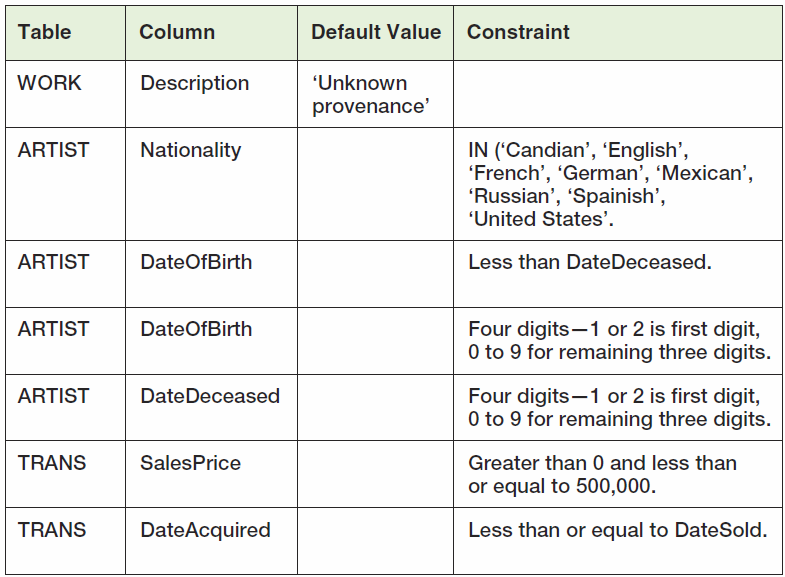 Table Column Default Value Constraint
WORK Description ‘Unknown
provenance’
ARTIST Nationality IN (‘Candian’, ‘English’,
‘French’, ‘German’, ‘Mexican’,
‘Russian’, ‘Spainish’,
‘United States’.
ARTIST DateOfBirth Less than DateDeceased.
ARTIST DateOfBirth Four digits—1 or 2 is first digit,
0 to 9 for remaining three digits.
ARTIST DateDeceased Four digits—1 or 2 is first digit,
0 to 9 for remaining three digits.
TRANS SalesPrice Greater than 0 and less than
or equal to 500,000.
TRANS DateAcquired Less than or equal to DateSold.